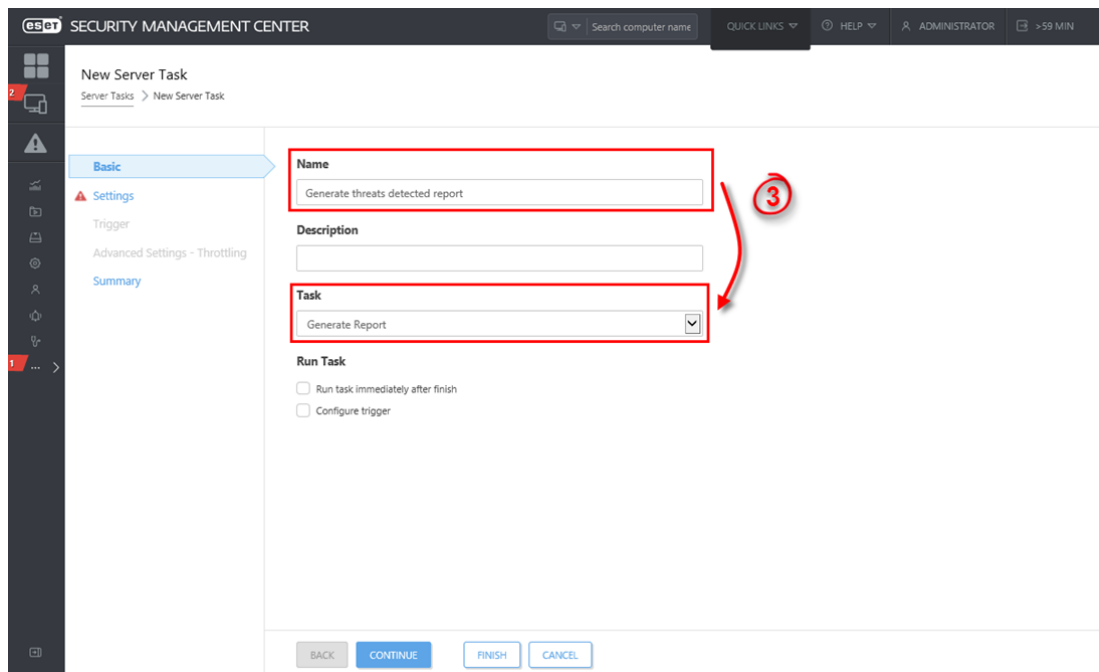 eset SECURITY MANAGEMENT CENTER
Search computer name
QUICK LINKS
HELP
ADMINISTRATOR
>59 MIN
New Server Task
Server Tasks > New Server Task
2
1
...
Basic
Settings
Trigger
Advanced Settings - Throttling
Summary
Name
Generate threats detected report
3
Description
Task
Generate Report
Run Task
Run task immediately after finish
Configure trigger
BACK
CONTINUE
FINISH
CANCEL